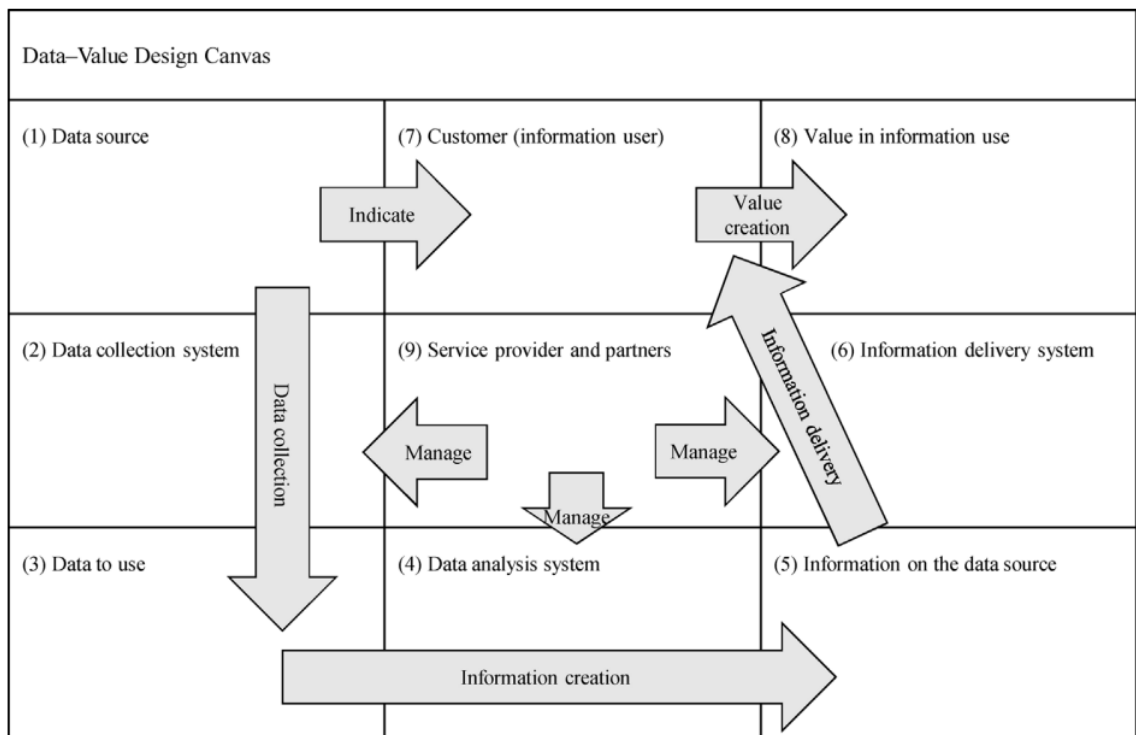 Data–Value Design Canvas
(1) Data source
(7) Customer (information user)
(8) Value in information use
Indicate
Value
creation
(2) Data collection system
(9) Service provider and partners
(6) Information delivery system
Data collection
Manage
Manage
Manage
Information delivery
(3) Data to use
(4) Data analysis system
(5) Information on the data source
Information creation